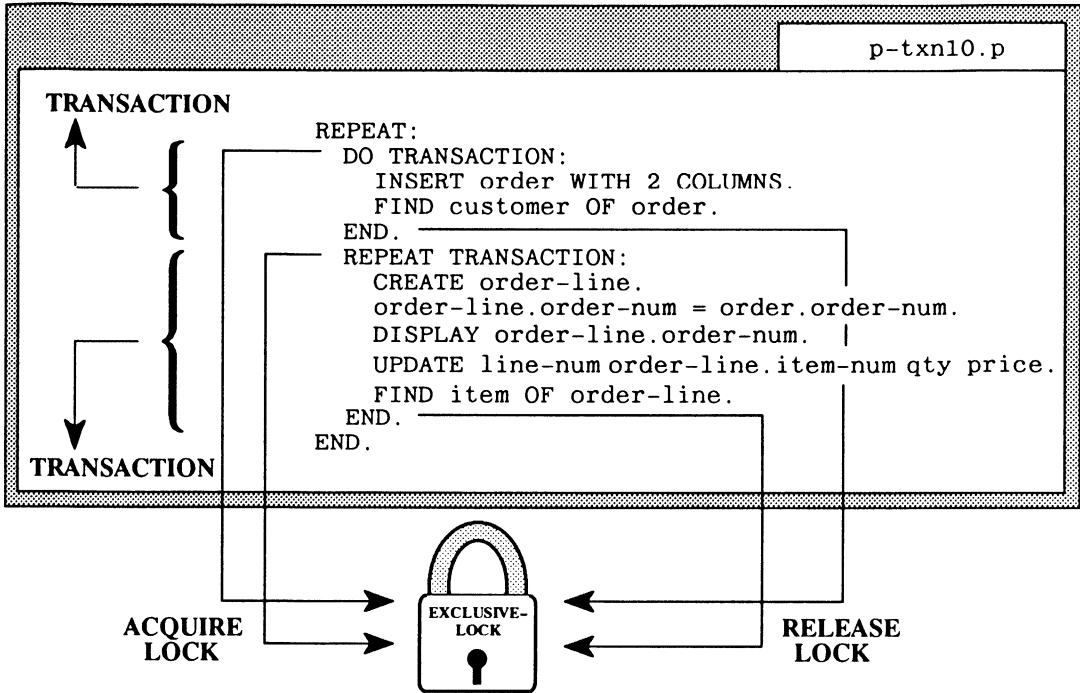 p-txn10.p
TRANSACTION
REPEAT:
DO TRANSACTION:
INSERT order WITH 2 COLUMNS.
FIND customer OF order.
END.
REPEAT TRANSACTION:
CREATE order-line.
order-line.order-num = order.order-num.
DISPLAY order-line.order-num.
UPDATE line-num order-line.item-num qty price.
FIND item OF order-line.
END.
END.
TRANSACTION
ACQUIRE
LOCK
EXCLUSIVE-
LOCK
RELEASE
LOCK